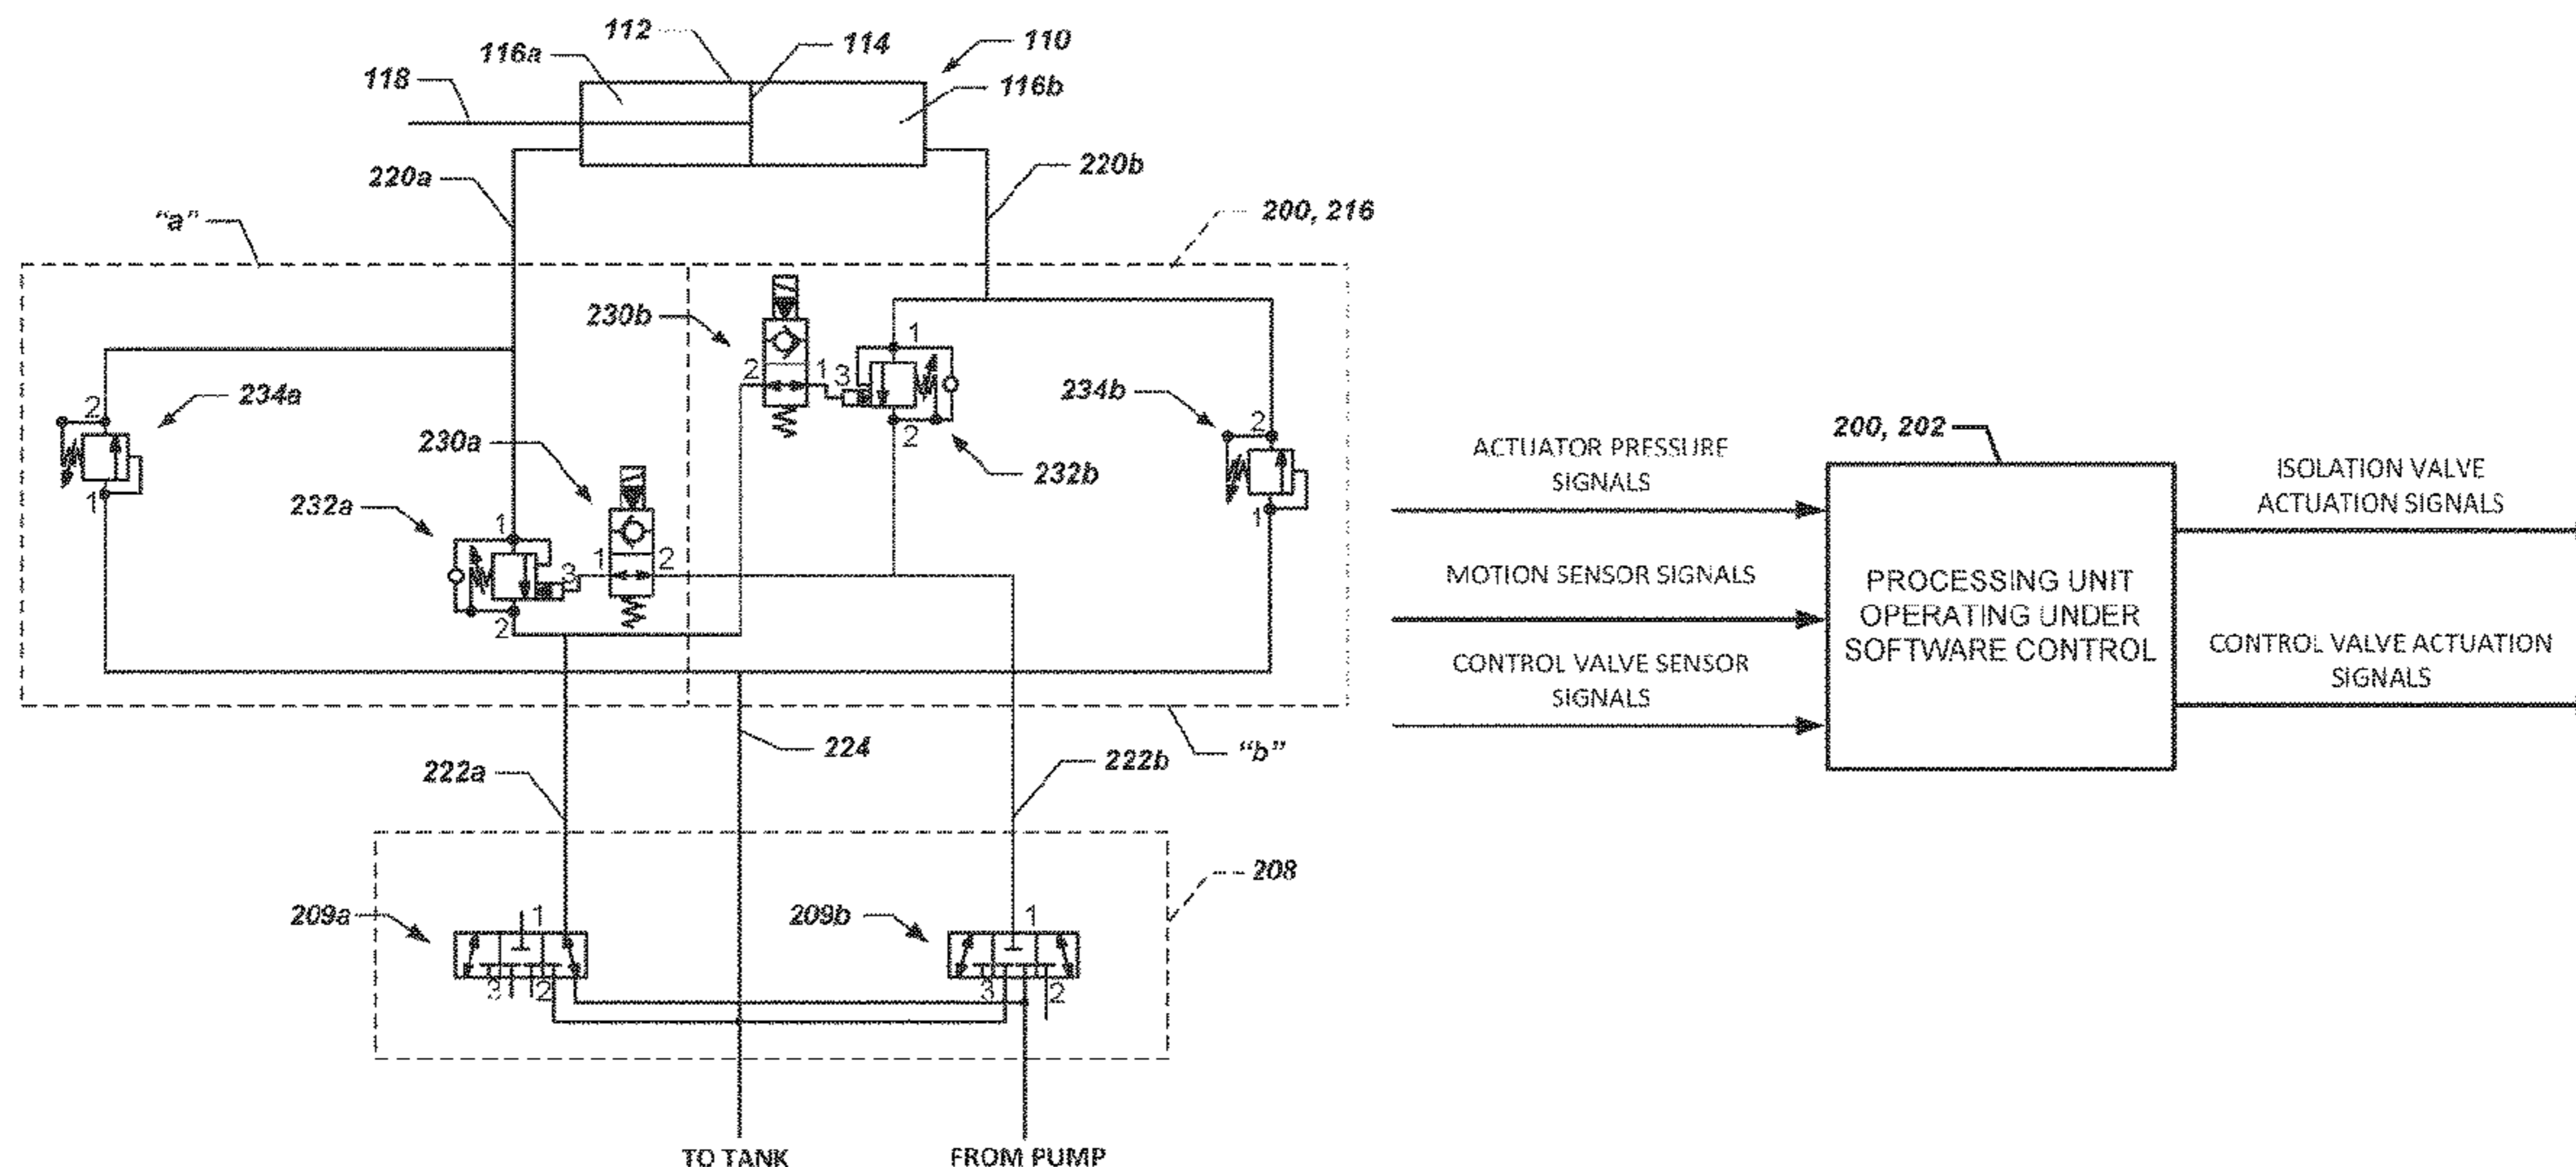 112
114
110
116a
118
116b
220a
220b
"a"
200, 216
230b
1
2
1
3
2
234a
2
1
230a
234b
2
1
232b
232a
1
3
1
2
2
224
"b"
222a
222b
208
209a
1
3
2
209b
1
3
2
TO TANK
FROM PUMP
ACTUATOR PRESSURE
SIGNALS
MOTION SENSOR SIGNALS
CONTROL VALVE SENSOR
SIGNALS
200, 202
PROCESSING UNIT
OPERATING UNDER
SOFTWARE CONTROL
ISOLATION VALVE
ACTUATION SIGNALS
CONTROL VALVE ACTUATION
SIGNALS